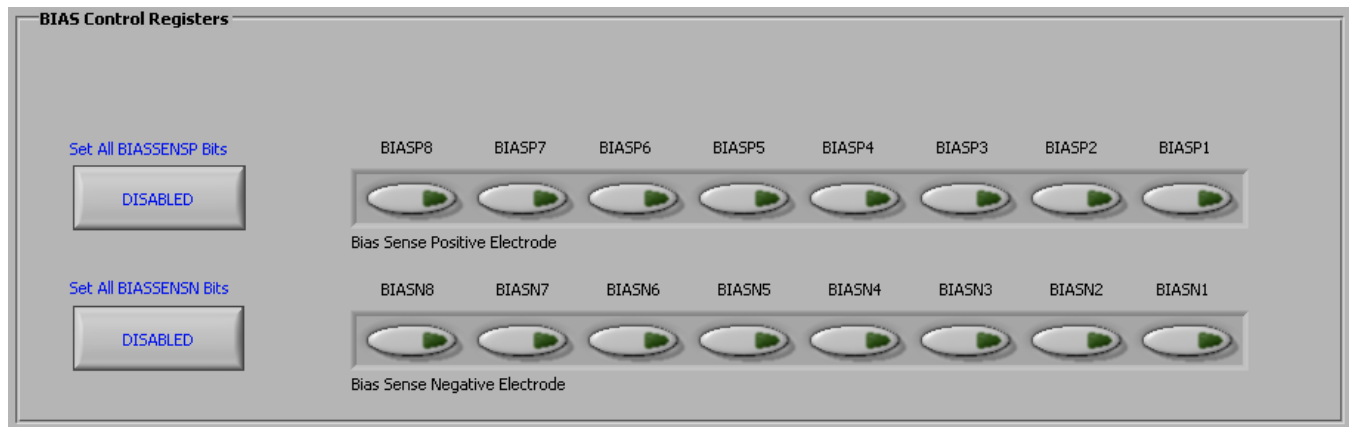 BIAS Control Registers
Set All BIASSENSP Bits
BIASP8 BIASP7 BIASP6 BIASP5 BIASP4 BIASP3 BIASP2 BIASP1
DISABLED
Bias Sense Positive Electrode
Set All BIASSENSN Bits
BIASN8 BIASN7 BIASN6 BIASN5 BIASN4 BIASN3 BIASN2 BIASN1
DISABLED
Bias Sense Negative Electrode